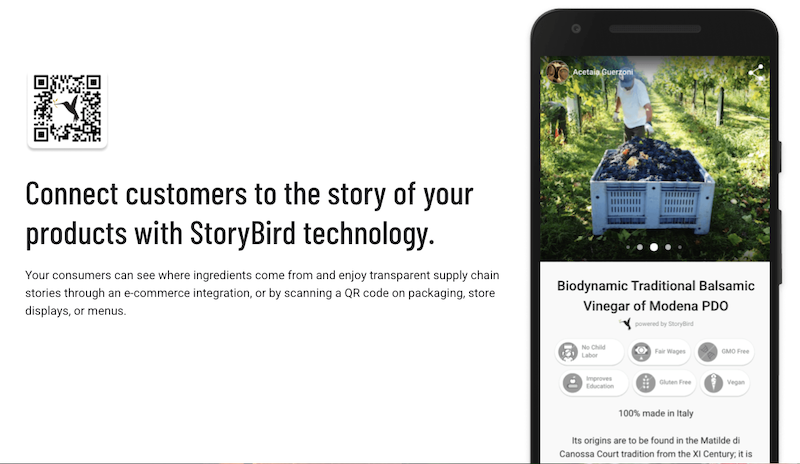 Connect customers to the story of your
products with StoryBird technology.
Your consumers can see where ingredients come from and enjoy transparent supply chain
stories through an e-commerce integration, or by scanning a QR code on packaging, store
displays, or menus.
Acetaia Guerzoni
Biodynamic Traditional Balsamic
Vinegar of Modena PDO
powered by StoryBird
No Child
Labor
Fair Wages
GMO Free
Improves
Education
Gluten Free
Vegan
100% made in Italy
Its origins are to be found in the Matilde di
Canossa Court tradition from the XI Century; it is